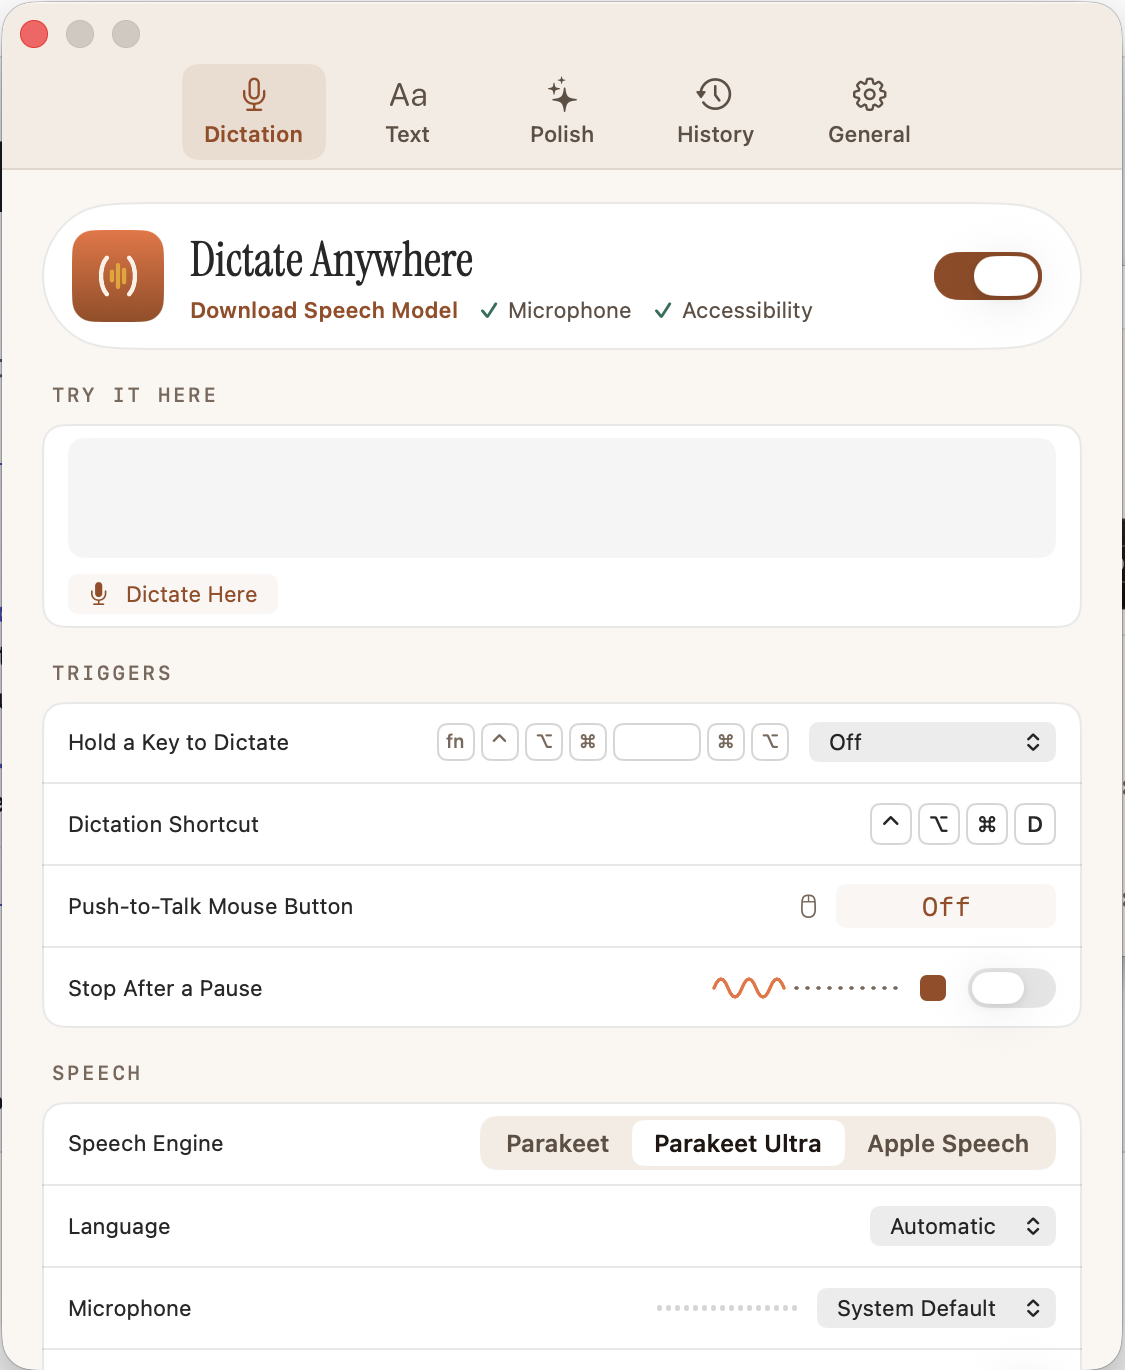 Dictation Text Polish History General
Dictate Anywhere
Download Speech Model ✓ Microphone ✓ Accessibility
TRY IT HERE
Dictate Here
TRIGGERS
Hold a Key to Dictate fn ^ ⌥ ⌘ ⌘ ⌥ Off
Dictation Shortcut ^ ⌥ ⌘ D
Push-to-Talk Mouse Button Off
Stop After a Pause
SPEECH
Speech Engine Parakeet Parakeet Ultra Apple Speech
Language Automatic
Microphone System Default